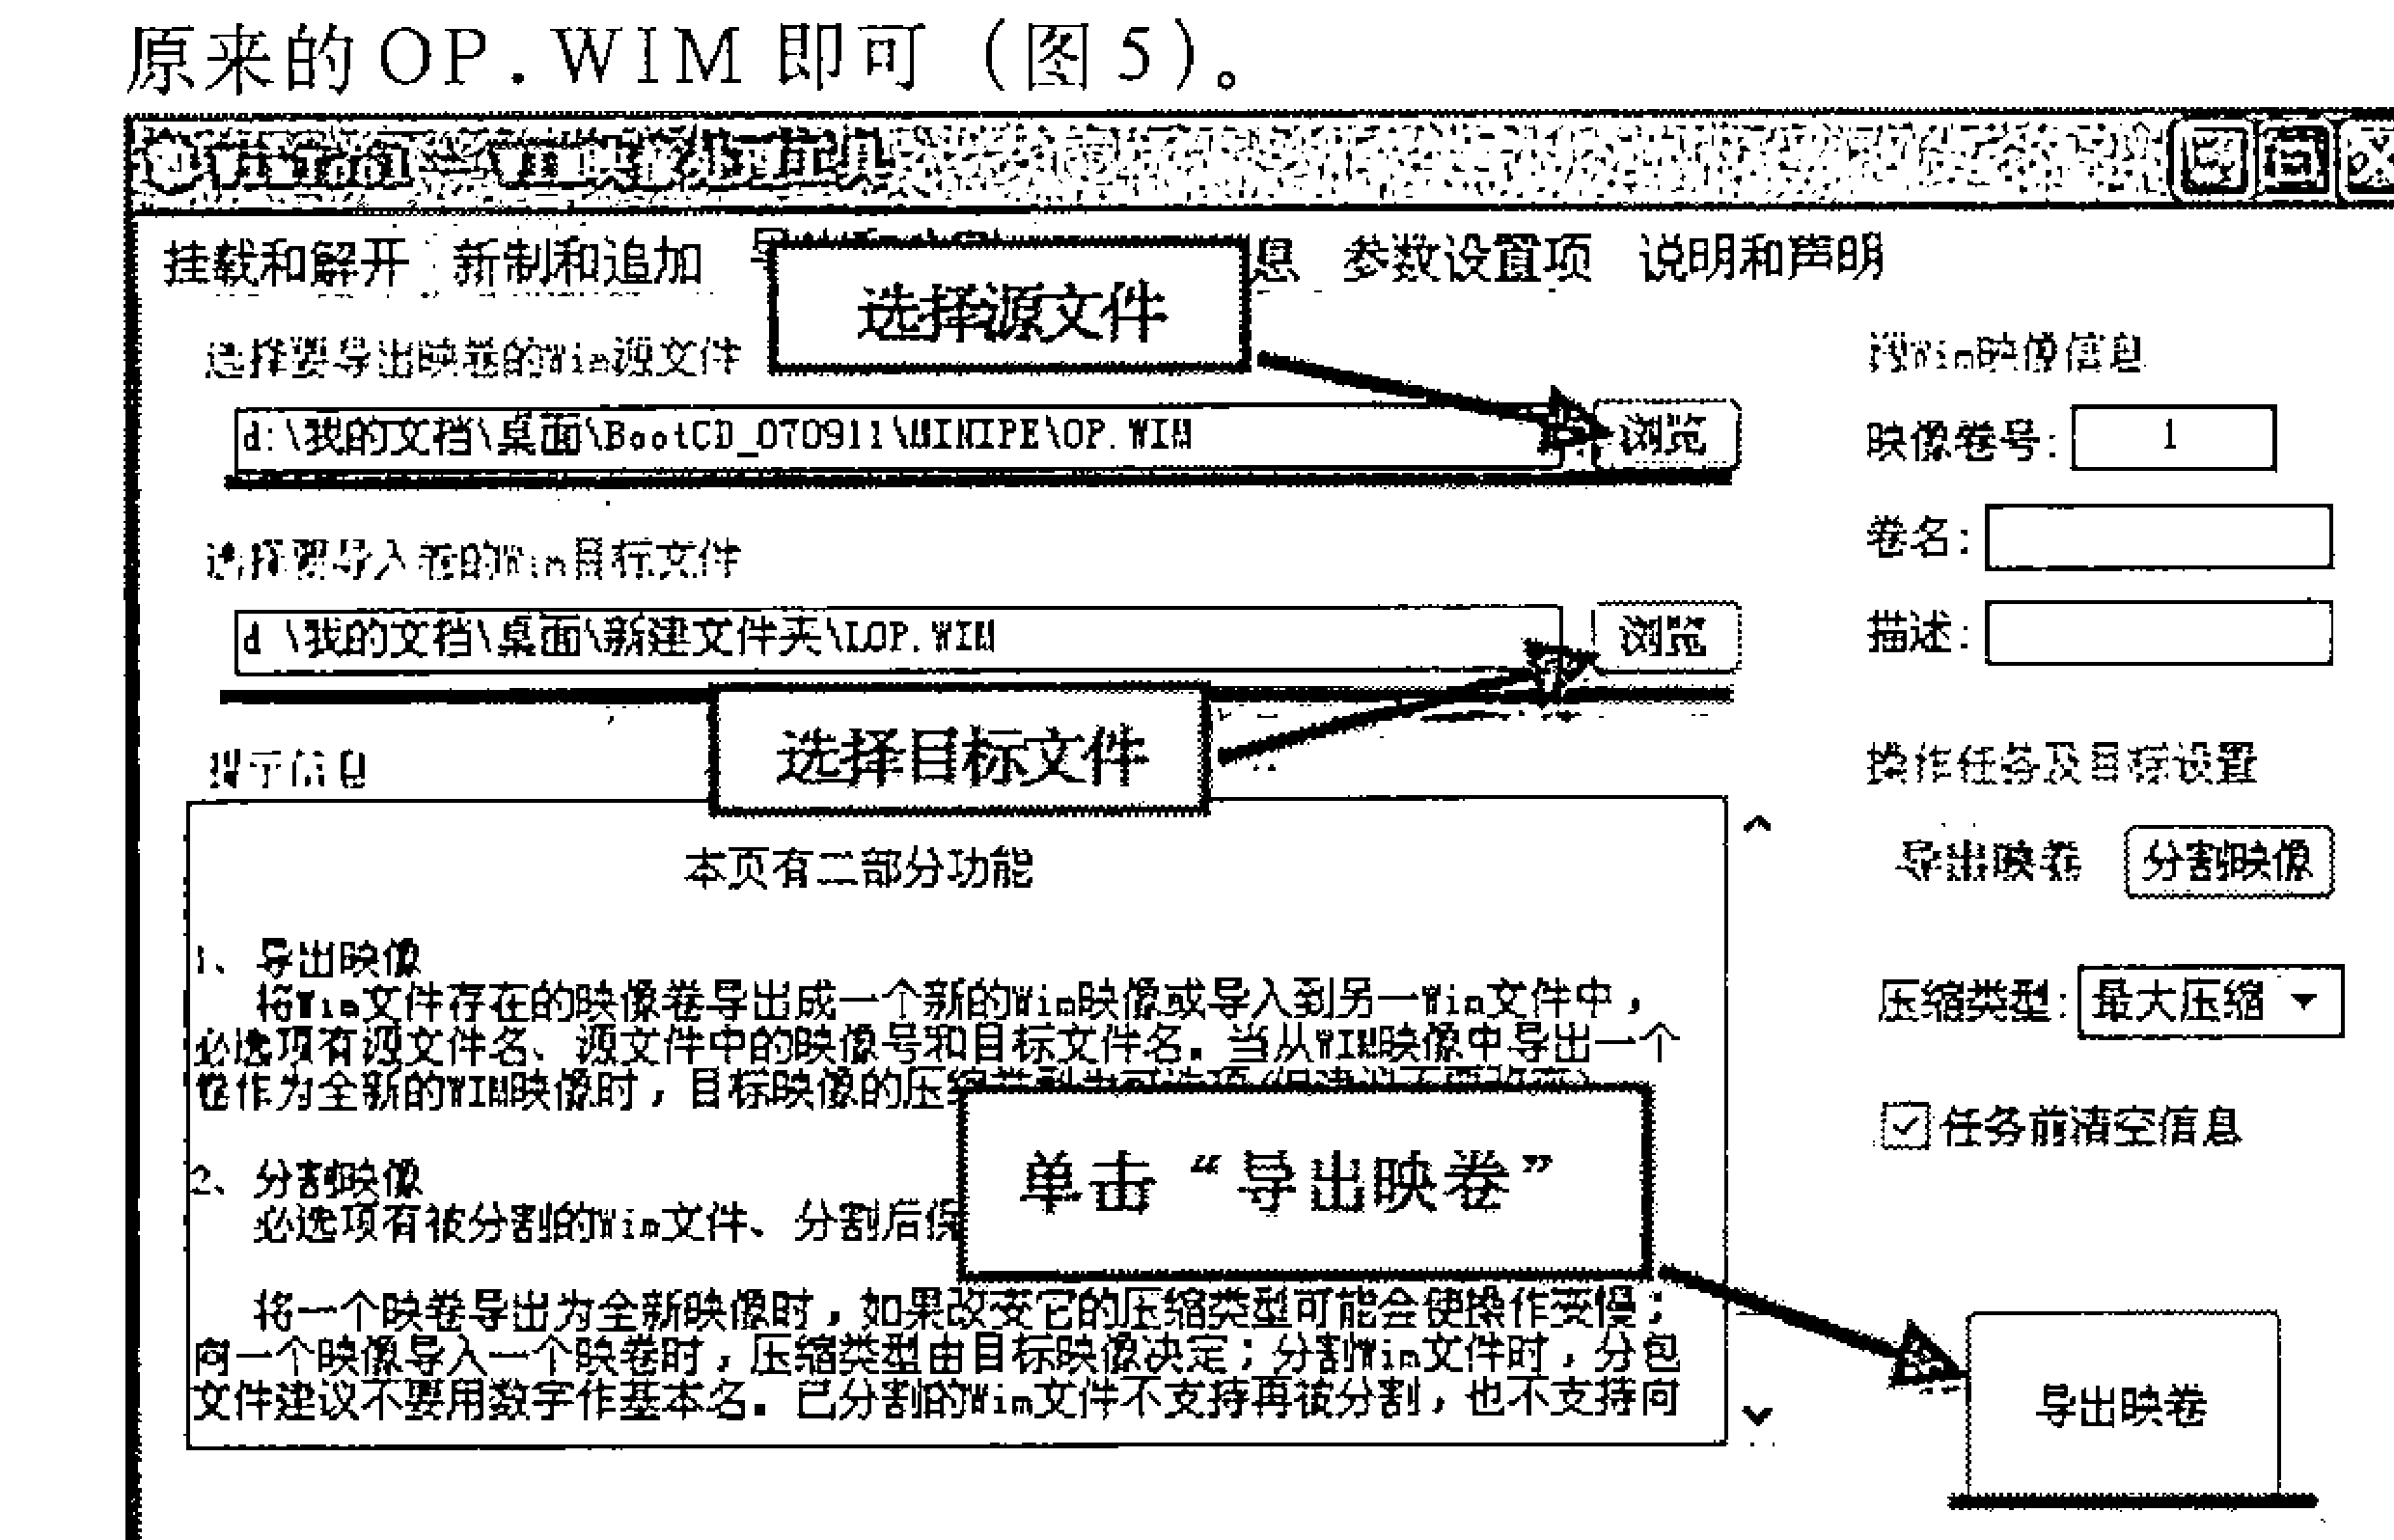 原来的OP.WIM 即可（图5）。
WimTool — WIM映像处理工具
挂载和解开 新制和追加 息 参数设置项 说明和声明
选择源文件
选择要导出映卷的Wim源文件
d:\我的文档\桌面\BootCD_070911\MINIPE\OP.WIM 浏览
选择要导入卷的Wim目标文件
d \我的文档\桌面\新建文件夹\LOP.WIM 浏览
选择目标文件
提示信息
本页有二部分功能
1、导出映像
将Wim文件存在的映像卷导出成一个新的Wim映像或导入到另一Wim文件中，
必选项有源文件名、源文件中的映像号和目标文件名。当从WIM映像中导出一个
卷作为全新的WIM映像时，目标映像的压
2、分割映像
必选项有被分割的Wim文件、分割后保
单击“导出映卷”
将一个映卷导出为全新映像时，如果改变它的压缩类型可能会使操作变慢；
向一个映像导入一个映卷时，压缩类型由目标映像决定；分割Wim文件时，分包
文件建议不要用数字作基本名。已分割的Wim文件不支持再被分割，也不支持向
源Wim映像信息
映像卷号: 1
卷名:
描述:
操作任务及目标设置
导出映卷 分割映像
压缩类型: 最大压缩
任务前清空信息
导出映卷